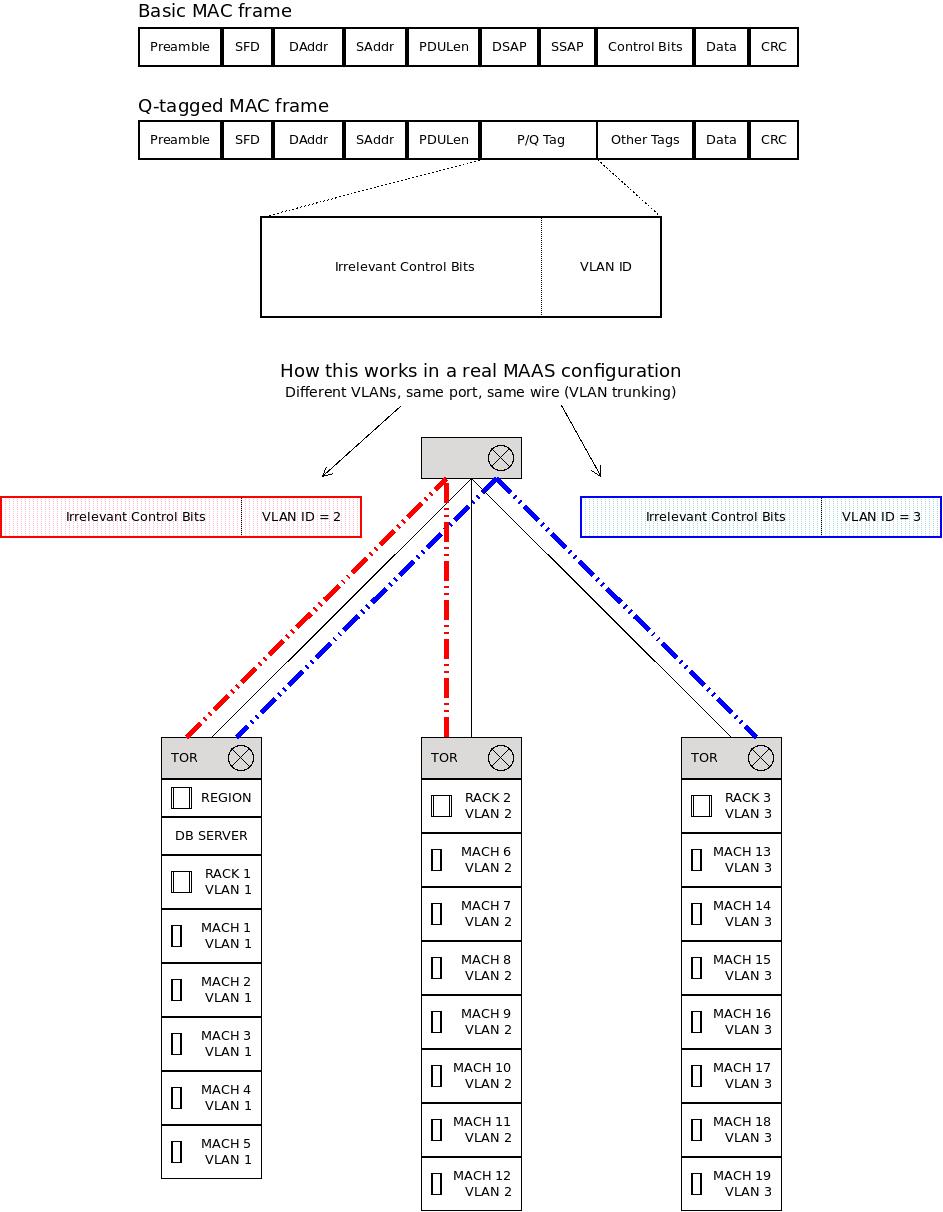 Basic MAC frame
Preamble SFD DAddr SAddr PDULen DSAP SSAP Control Bits Data CRC
Q-tagged MAC frame
Preamble SFD DAddr SAddr PDULen P/Q Tag Other Tags Data CRC
Irrelevant Control Bits VLAN ID
How this works in a real MAAS configuration
Different VLANs, same port, same wire (VLAN trunking)
Irrelevant Control Bits VLAN ID = 2
Irrelevant Control Bits VLAN ID = 3
TOR
REGION
DB SERVER
RACK 1
VLAN 1
MACH 1
VLAN 1
MACH 2
VLAN 1
MACH 3
VLAN 1
MACH 4
VLAN 1
MACH 5
VLAN 1
TOR
RACK 2
VLAN 2
MACH 6
VLAN 2
MACH 7
VLAN 2
MACH 8
VLAN 2
MACH 9
VLAN 2
MACH 10
VLAN 2
MACH 11
VLAN 2
MACH 12
VLAN 2
TOR
RACK 3
VLAN 3
MACH 13
VLAN 3
MACH 14
VLAN 3
MACH 15
VLAN 3
MACH 16
VLAN 3
MACH 17
VLAN 3
MACH 18
VLAN 3
MACH 19
VLAN 3